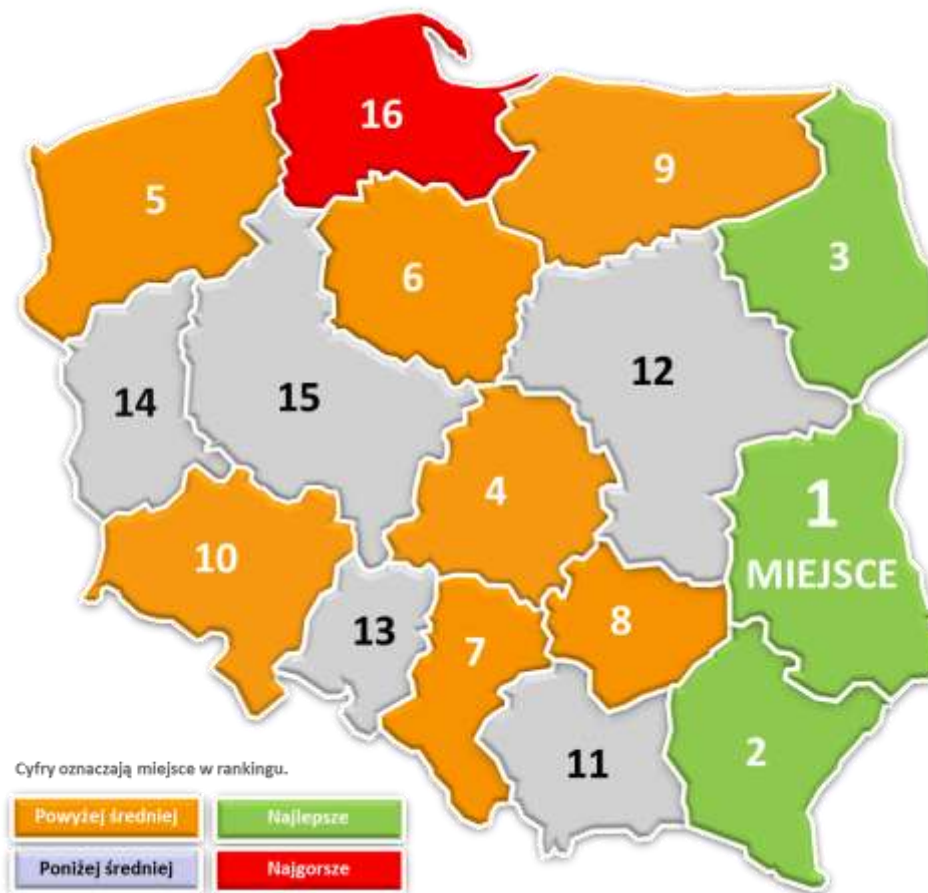 16
9
5
3
6
12
14
15
4
1
MIEJSCE
10
8
13
7
2
11
Cyfry oznaczają miejsce w rankingu.
Powyżej średniej
Najlepsze
Poniżej średniej
Najgorsze